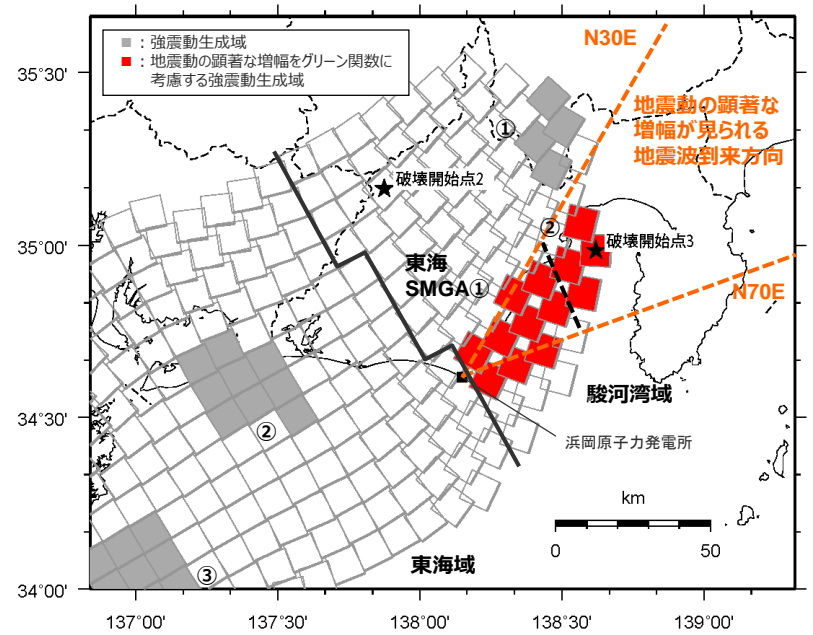 ：強震動生成域
：地震動の顕著な増幅をグリーン関数に
考慮する強震動生成域
N30E
35°30'
地震動の顕著な
増幅が見られる
地震波到来方向
①
破壊開始点2
②
破壊開始点3
35°00'
東海
SMGA①
N70E
駿河湾域
34°30'
②
浜岡原子力発電所
km
0
50
東海域
③
34°00'
137°00'
137°30'
138°00'
138°30'
139°00'